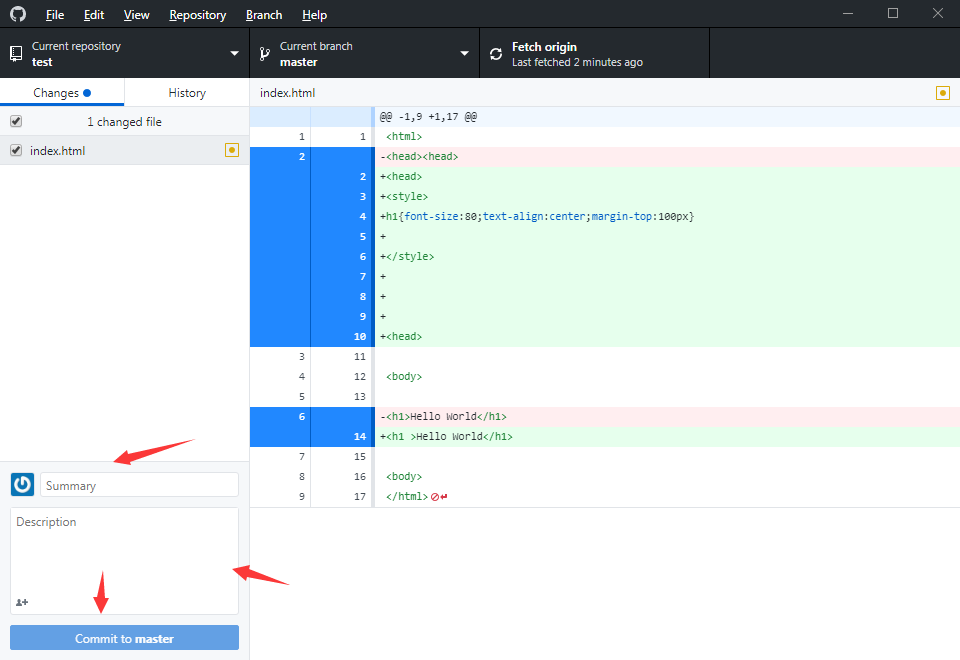 File Edit View Repository Branch Help
Current repository
test
Current branch
master
Fetch origin
Last fetched 2 minutes ago
Changes History
1 changed file
index.html
index.html
@@ -1,9 +1,17 @@
1 1 <html>
2 -<head><head>
2 +<head>
3 +<style>
4 +h1{font-size:80;text-align:center;margin-top:100px}
5 +
6 +</style>
7 +
8 +
9 +
10 +<head>
3 11
4 12 <body>
5 13
6 -<h1>Hello World</h1>
14 +<h1 >Hello World</h1>
7 15
8 16 <body>
9 17 </html>
Summary
Description
Commit to master